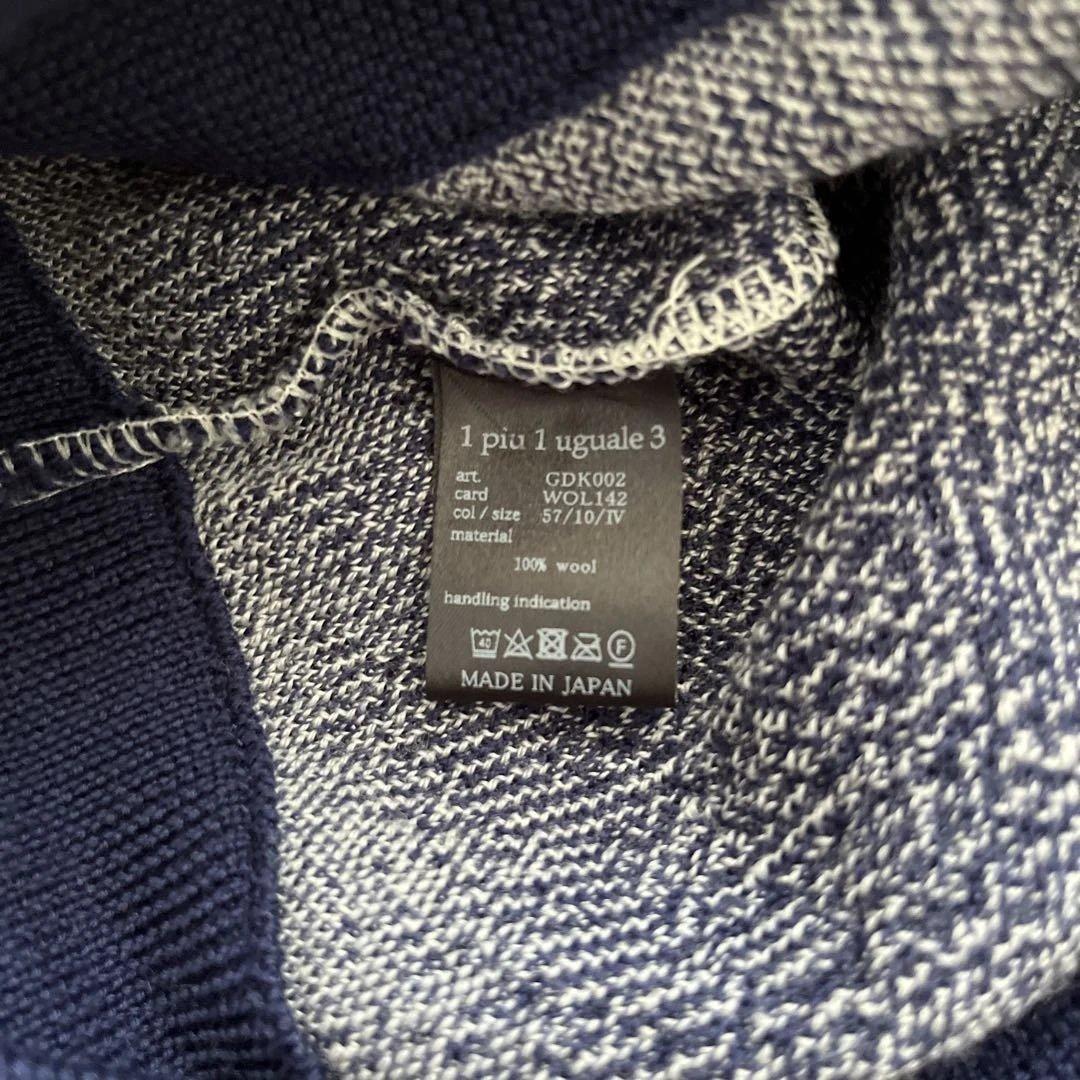 1 piu 1 uguale 3
art. GDK002
card WOL142
col / size 57/10/IV
material
100% wool
handling indication
40 F
MADE IN JAPAN